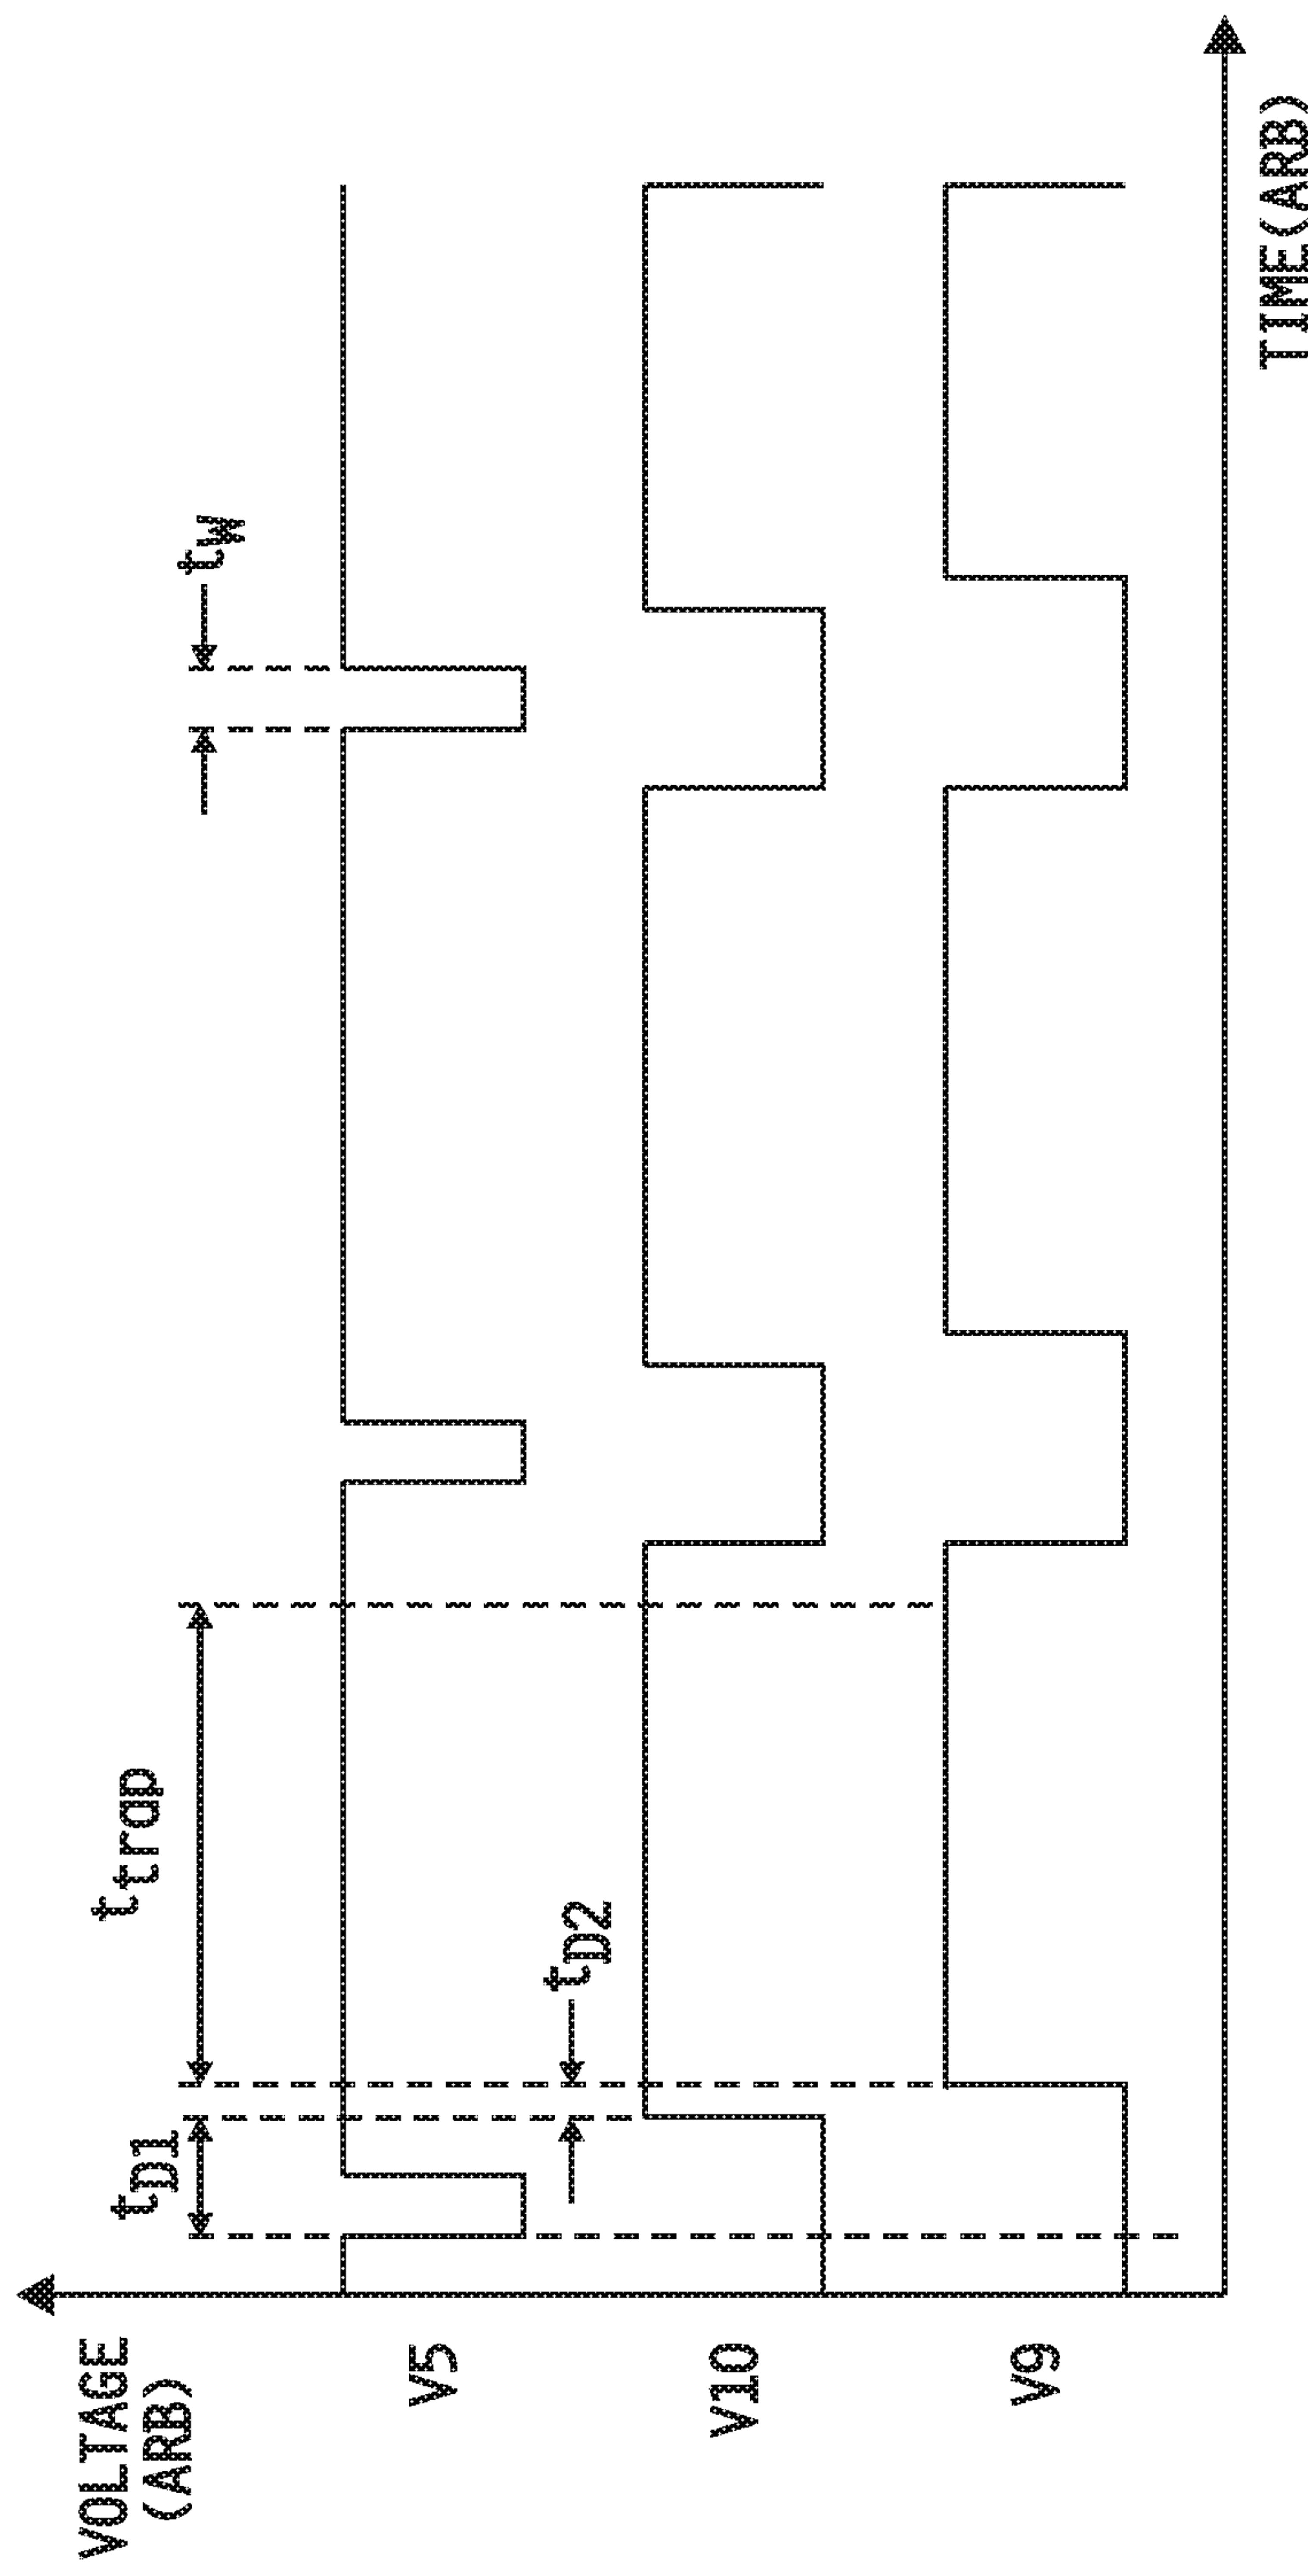 VOLTAGE
(ARB)
tD1
ttrap
tW
V5
tD2
V10
V9
TIME(ARB)